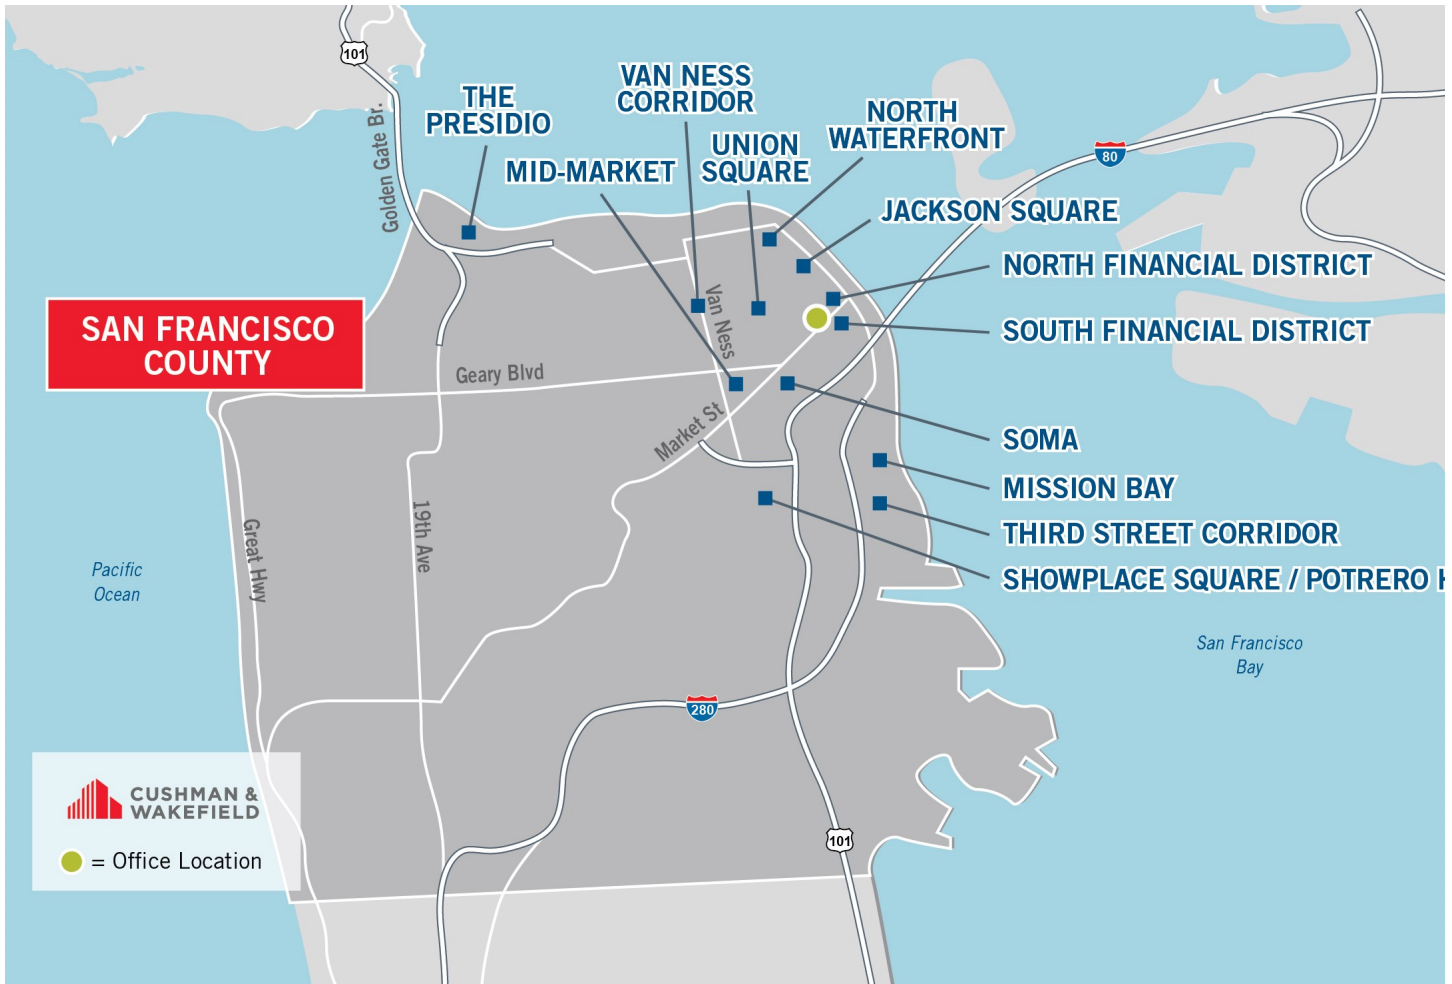 101
Golden Gate Br.
THE
PRESIDIO
VAN NESS
CORRIDOR
MID-MARKET
UNION
SQUARE
NORTH
WATERFRONT
80
JACKSON SQUARE
NORTH FINANCIAL DISTRICT
SOUTH FINANCIAL DISTRICT
SAN FRANCISCO
COUNTY
Van Ness
Geary Blvd
Market St
SOMA
MISSION BAY
THIRD STREET CORRIDOR
SHOWPLACE SQUARE / POTRERO
19th Ave
Great Hwy
Pacific
Ocean
San Francisco
Bay
280
CUSHMAN &
WAKEFIELD
= Office Location
101